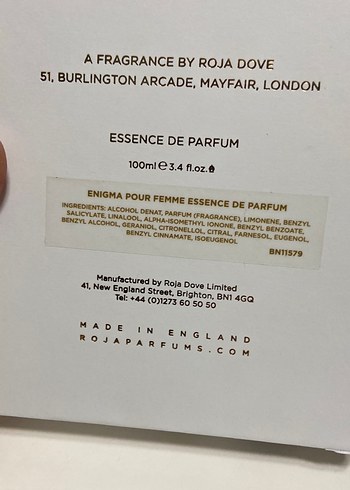 A FRAGRANCE BY ROJA DOVE
51, BURLINGTON ARCADE, MAYFAIR, LONDON
ESSENCE DE PARFUM
100ml ℮ 3.4 fl.oz.
ENIGMA POUR FEMME ESSENCE DE PARFUM
INGREDIENTS: ALCOHOL DENAT, PARFUM (FRAGRANCE), LIMONENE, BENZYL
SALICYLATE, LINALOOL, ALPHA-ISOMETHYL IONONE, BENZYL BENZOATE,
BENZYL ALCOHOL, GERANIOL, CITRONELLOL, CITRAL, FARNESOL, EUGENOL,
BENZYL CINNAMATE, ISOEUGENOL
BN11579
Manufactured by Roja Dove Limited
41, New England Street, Brighton, BN1 4GQ
Tel: +44 (0)1273 60 50 50
MADE IN ENGLAND
ROJAPARFUMS.COM